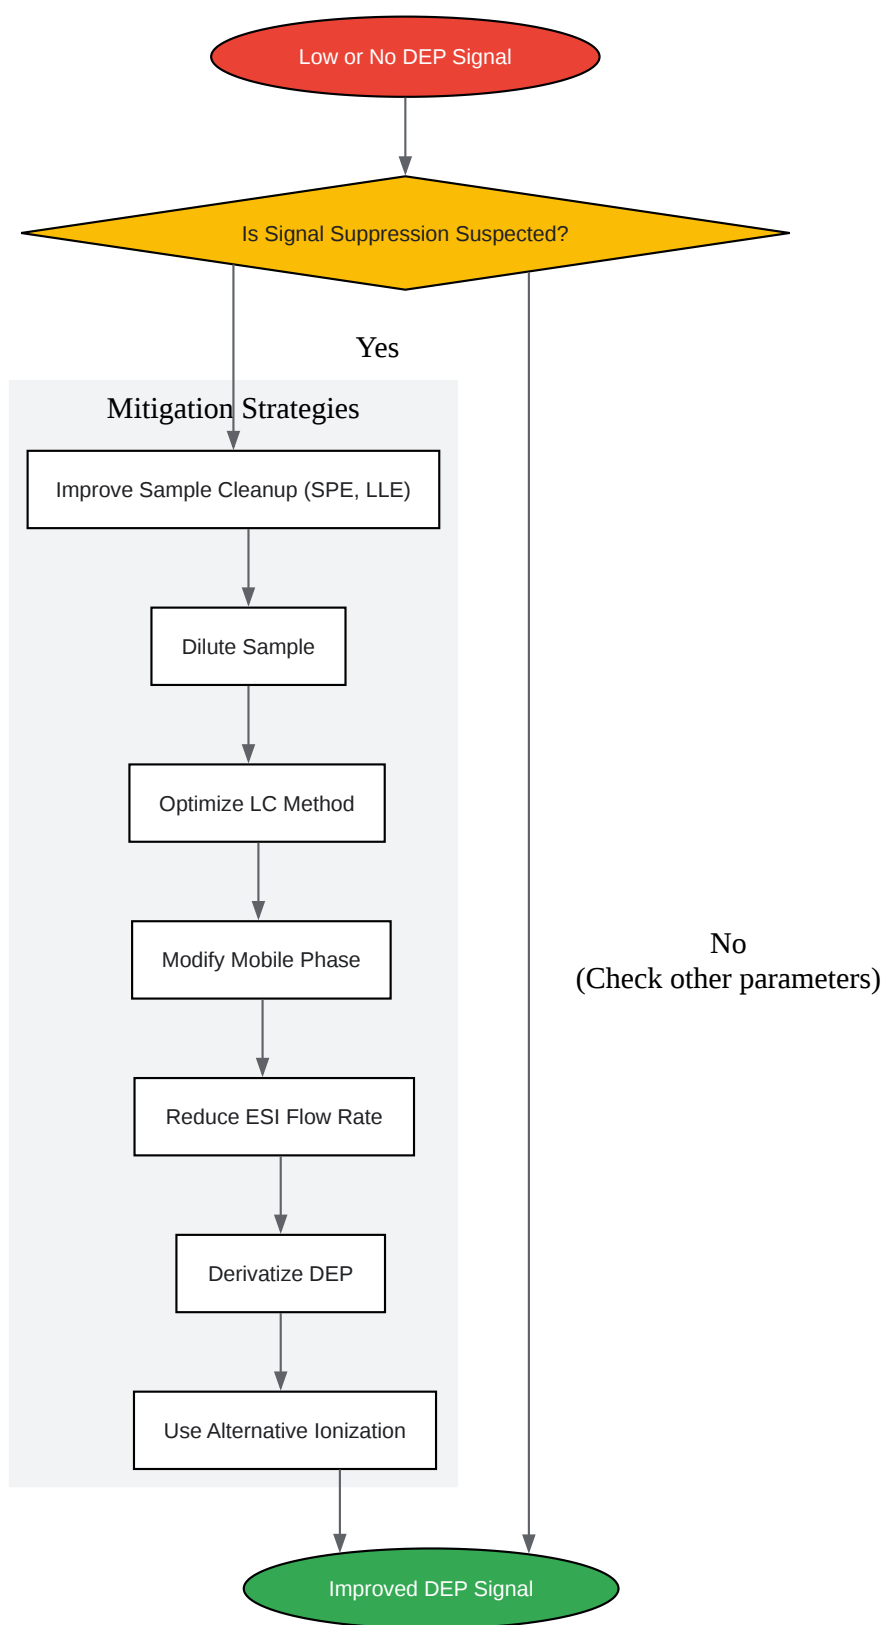 Low or No DEP Signal
Is Signal Suppression Suspected?
Yes
Mitigation Strategies
Improve Sample Cleanup (SPE, LLE)
Dilute Sample
Optimize LC Method
Modify Mobile Phase
No
(Check other parameters)
Reduce ESI Flow Rate
Derivatize DEP
Use Alternative Ionization
Improved DEP Signal